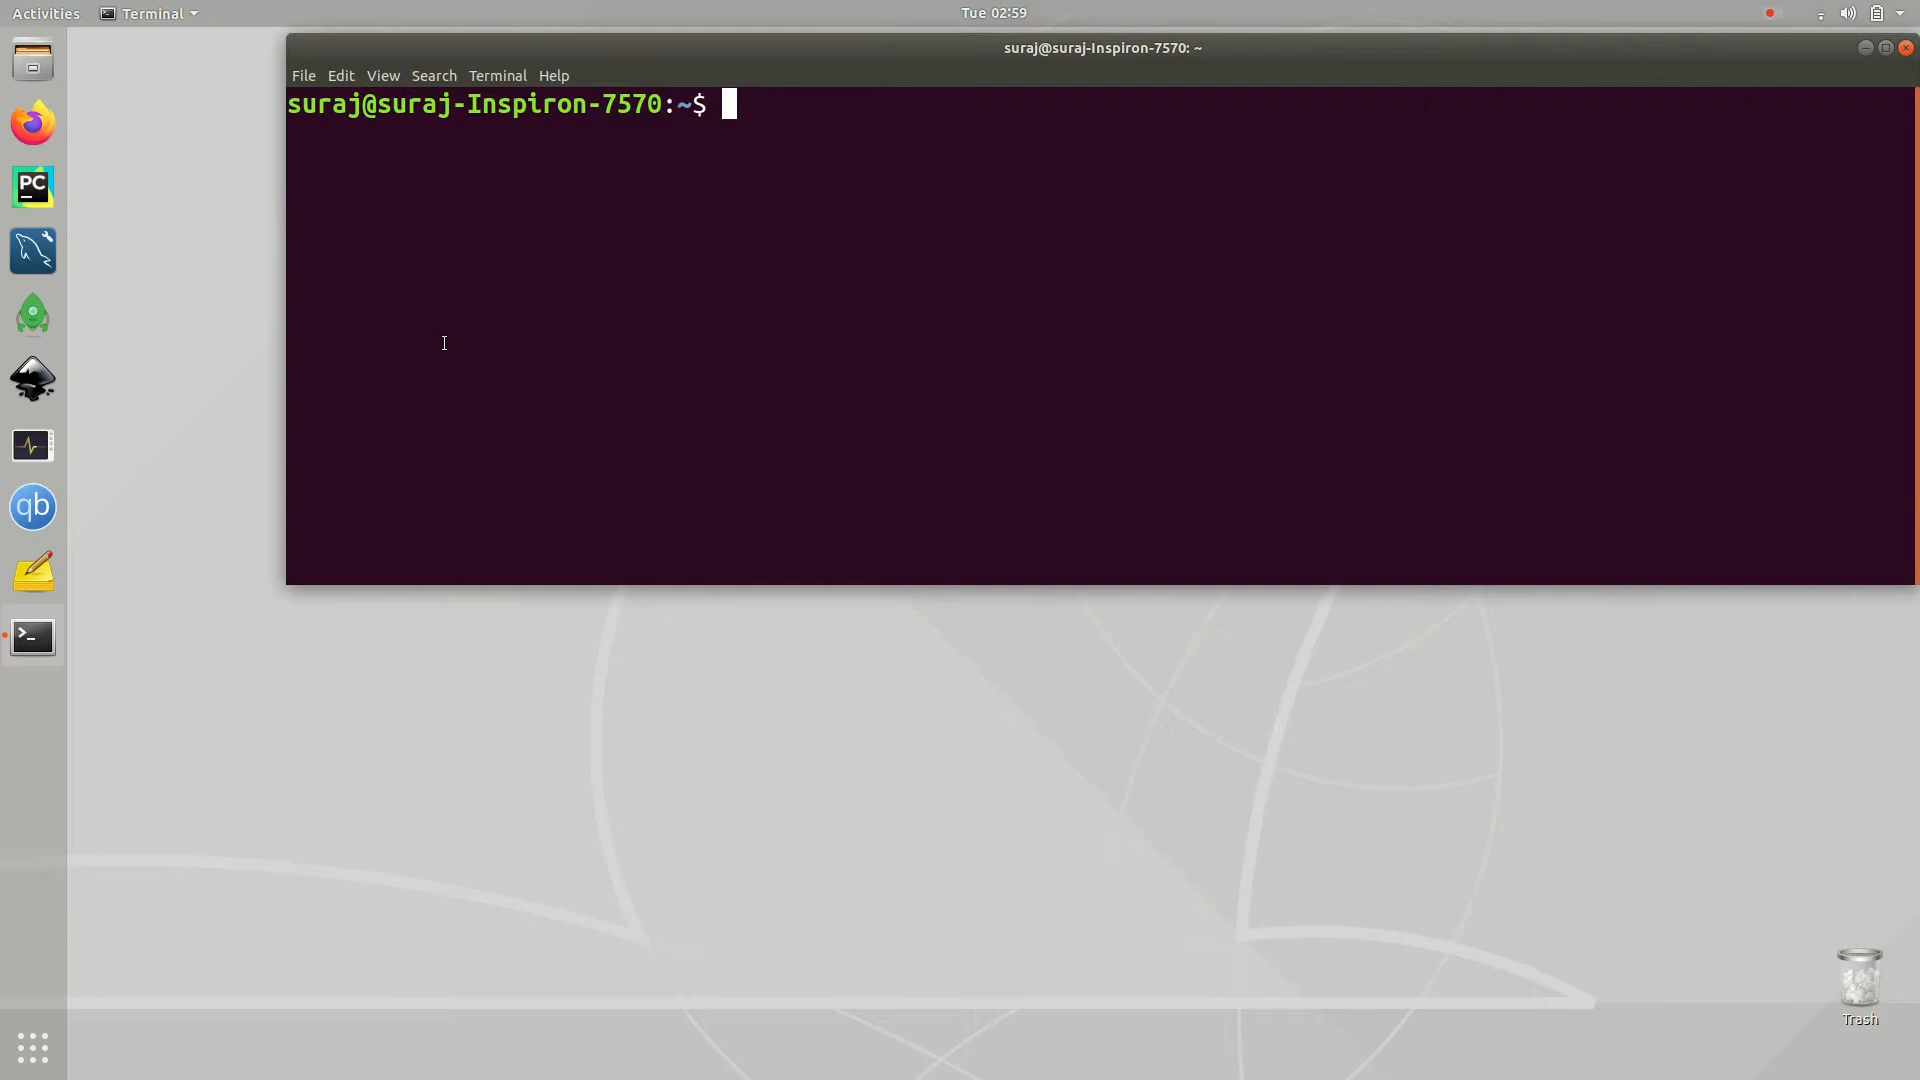 Activities Terminal Tue 02:59
suraj@suraj-Inspiron-7570: ~
File Edit View Search Terminal Help
suraj@suraj-Inspiron-7570:~$
PC
qb
>_
Trash